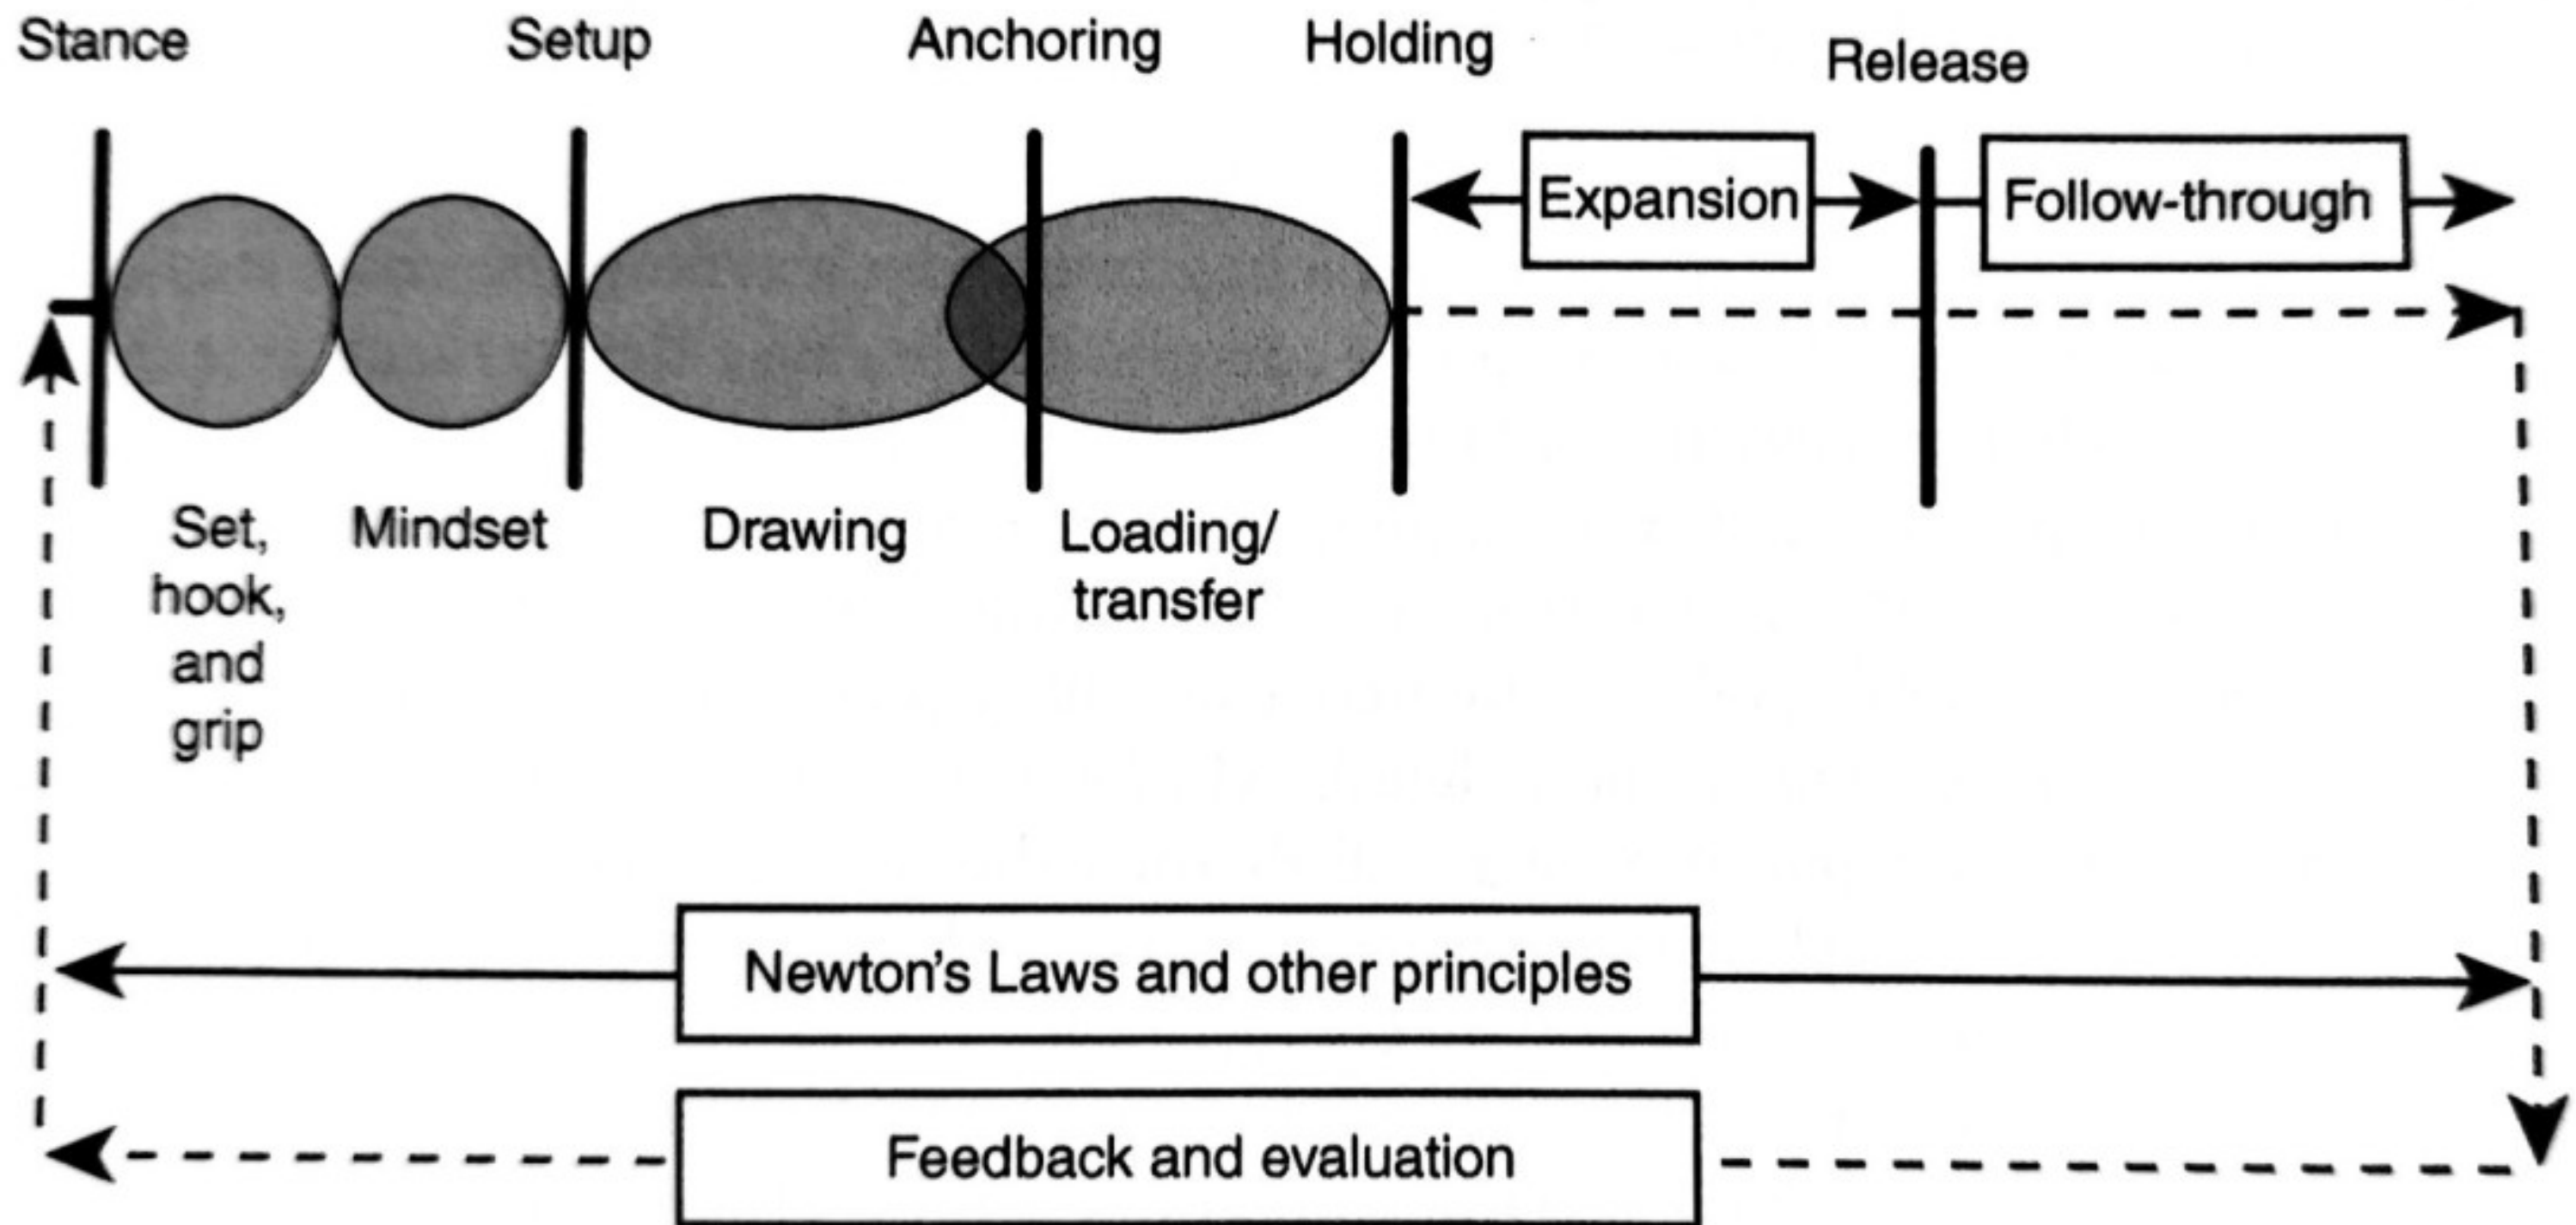 Stance
Setup
Anchoring
Holding
Release
Expansion
Follow-through
Set,
hook,
and
grip
Mindset
Drawing
Loading/
transfer
Newton's Laws and other principles
Feedback and evaluation